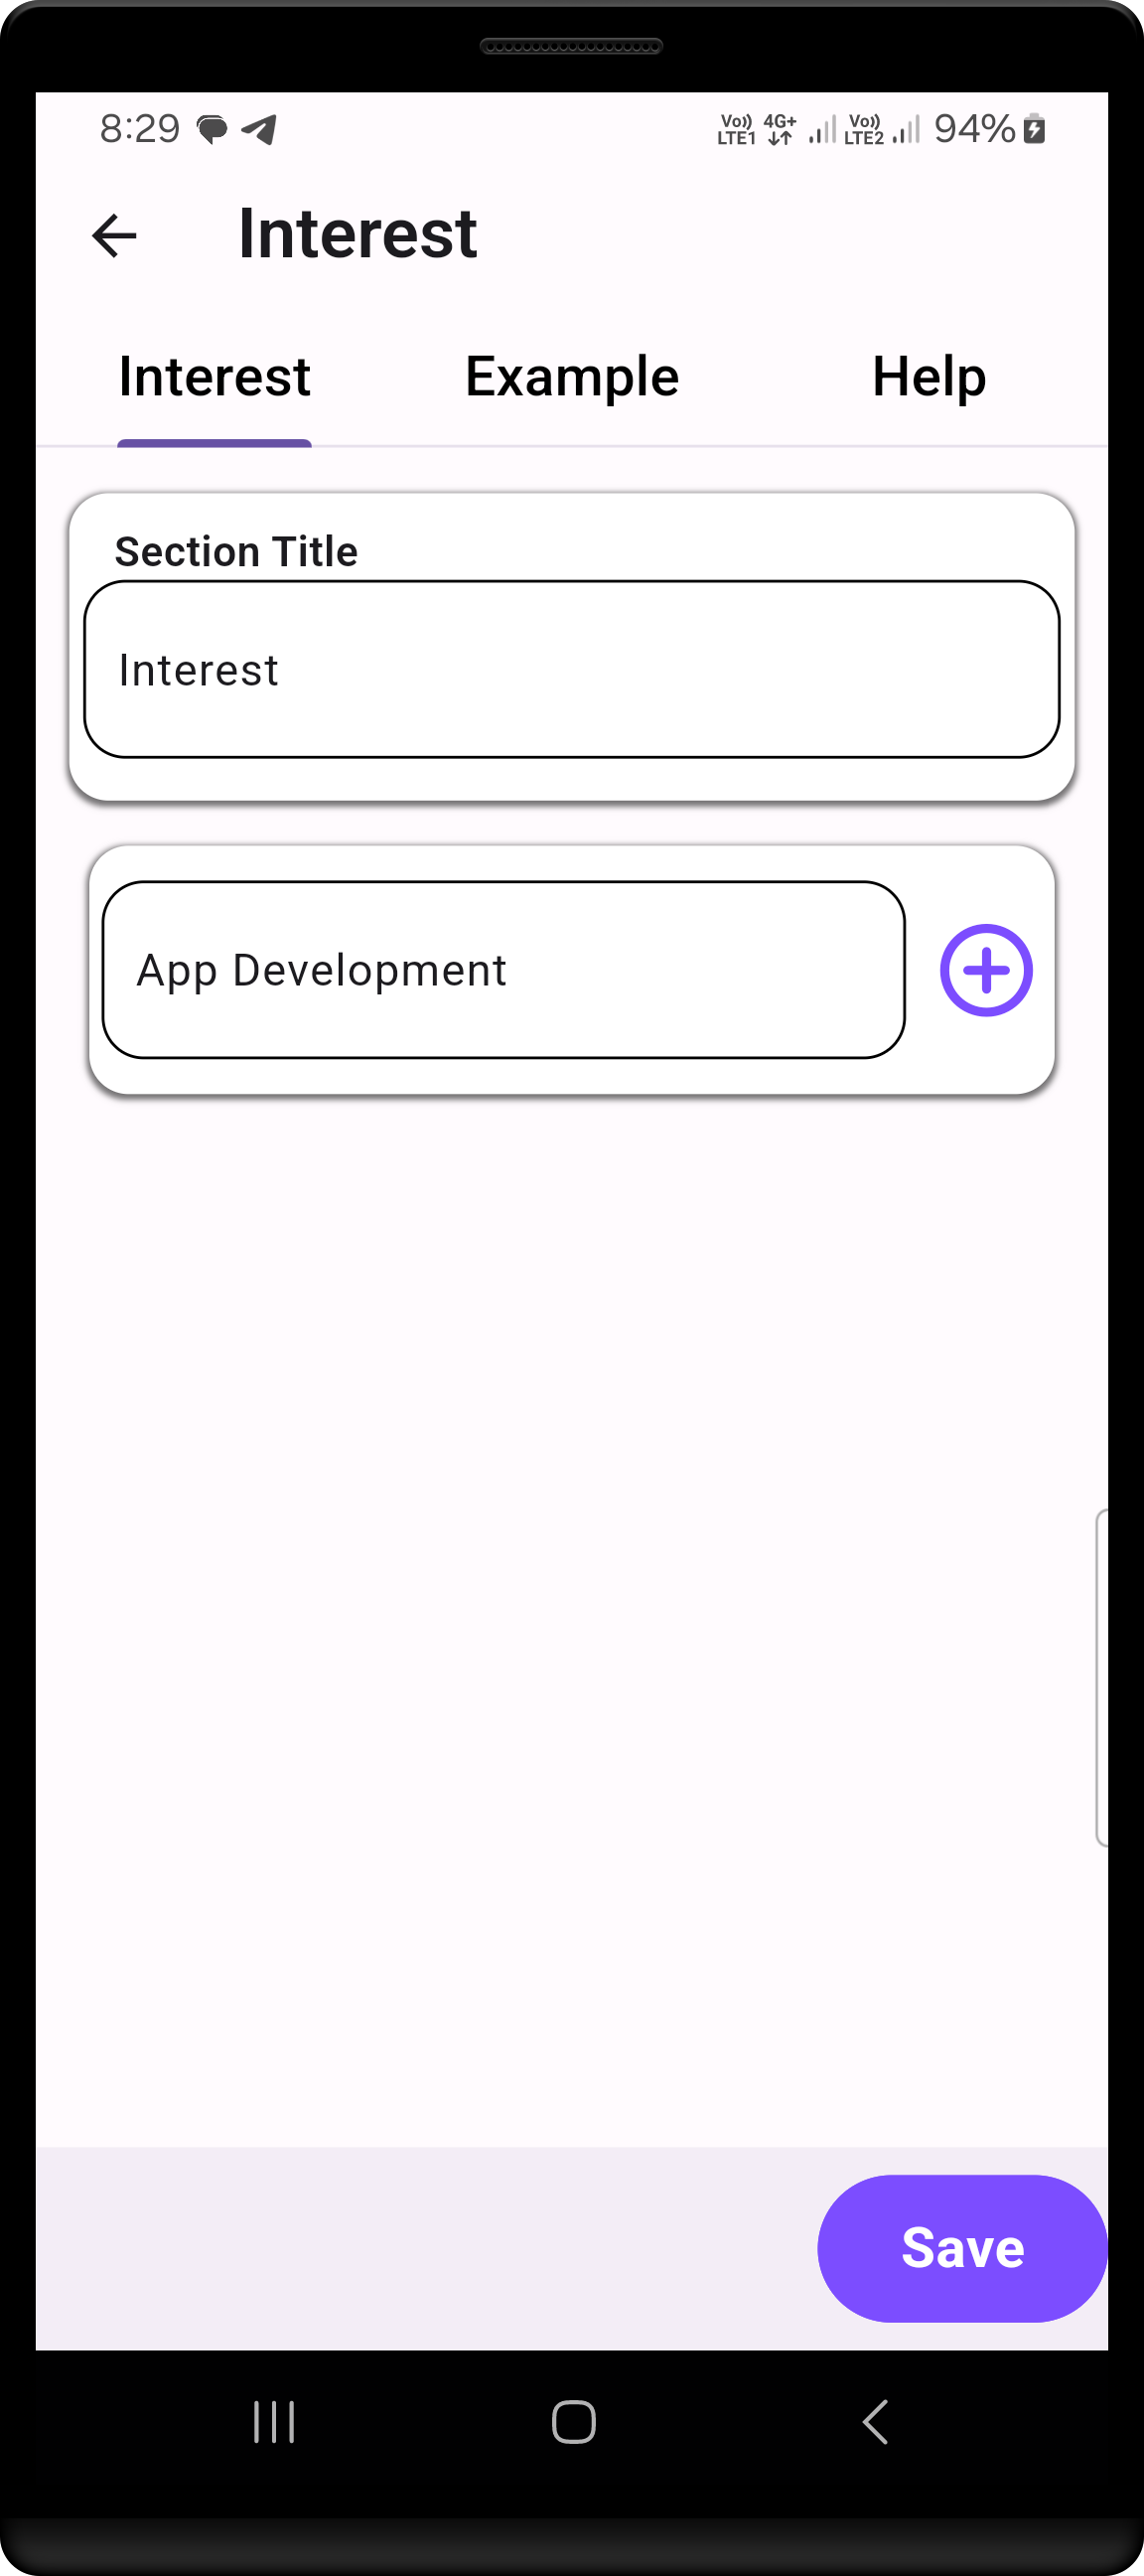 8:29 Vo)) LTE1 4G+ Vo)) LTE2 94%
Interest
Interest Example Help
Section Title
Interest
App Development
Save